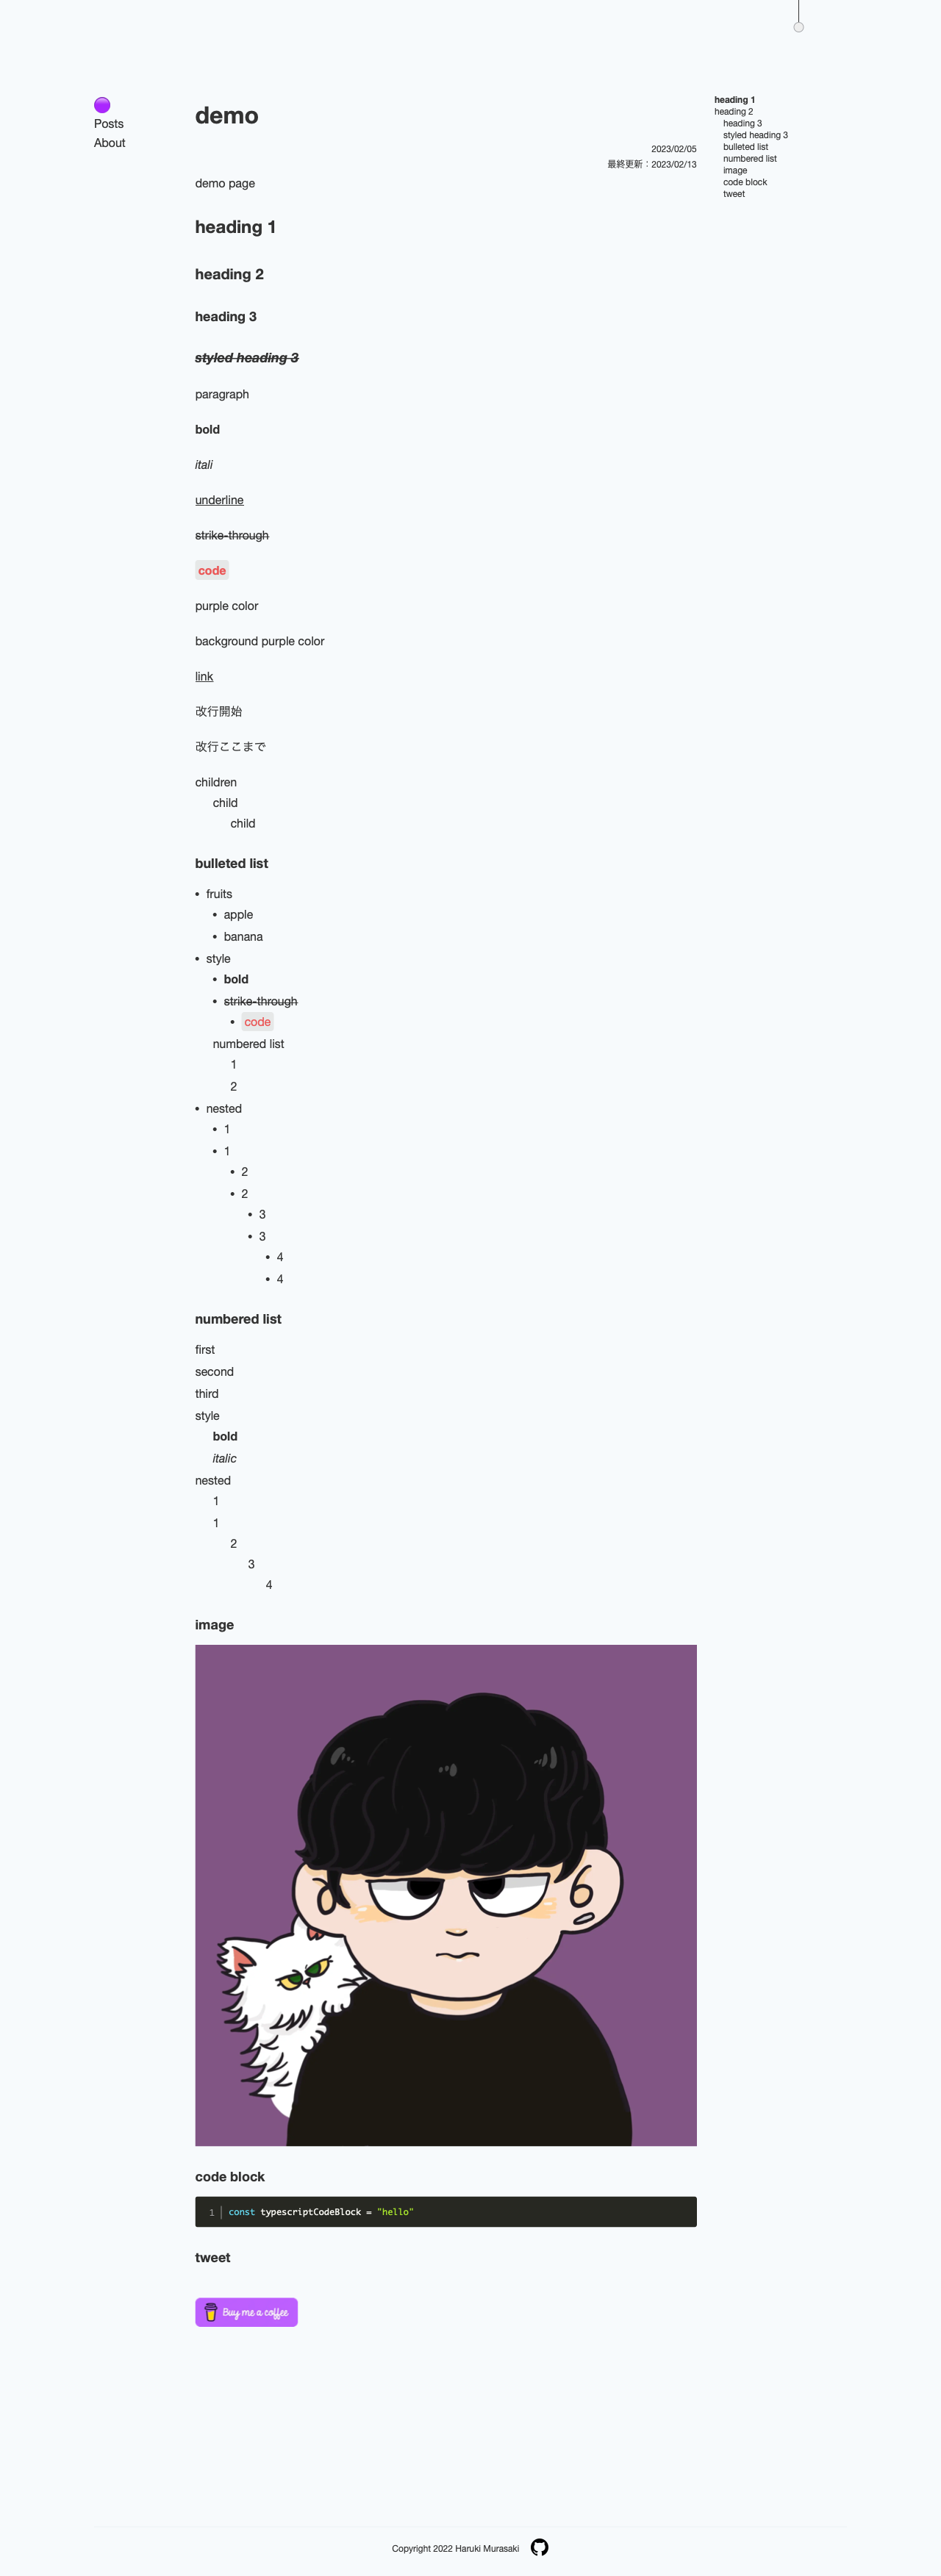 Posts
About
demo
2023/02/05
最終更新：2023/02/13
demo page
heading 1
heading 2
heading 3
styled heading 3
paragraph
bold
itali
underline
strike-through
code
purple color
background purple color
link
改行開始
改行ここまで
children
child
child
bulleted list
• fruits
• apple
• banana
• style
• bold
• strike-through
• code
numbered list
1
2
• nested
• 1
• 1
• 2
• 2
• 3
• 3
• 4
• 4
numbered list
first
second
third
style
bold
italic
nested
1
1
2
3
4
image
code block
1 const typescriptCodeBlock = "hello"
tweet
Buy me a coffee
heading 1
heading 2
heading 3
styled heading 3
bulleted list
numbered list
image
code block
tweet
Copyright 2022 Haruki Murasaki